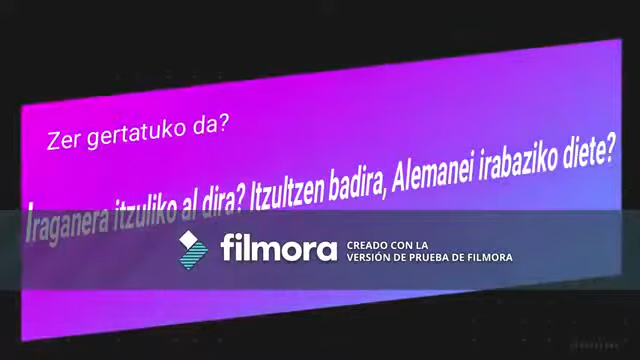 Zer gertatuko da?
Iraganera itzuliko al dira? Itzultzen badira, Alemanei irabaziko diete?
filmora
CREADO CON LA
VERSIÓN DE PRUEBA DE FILMORA